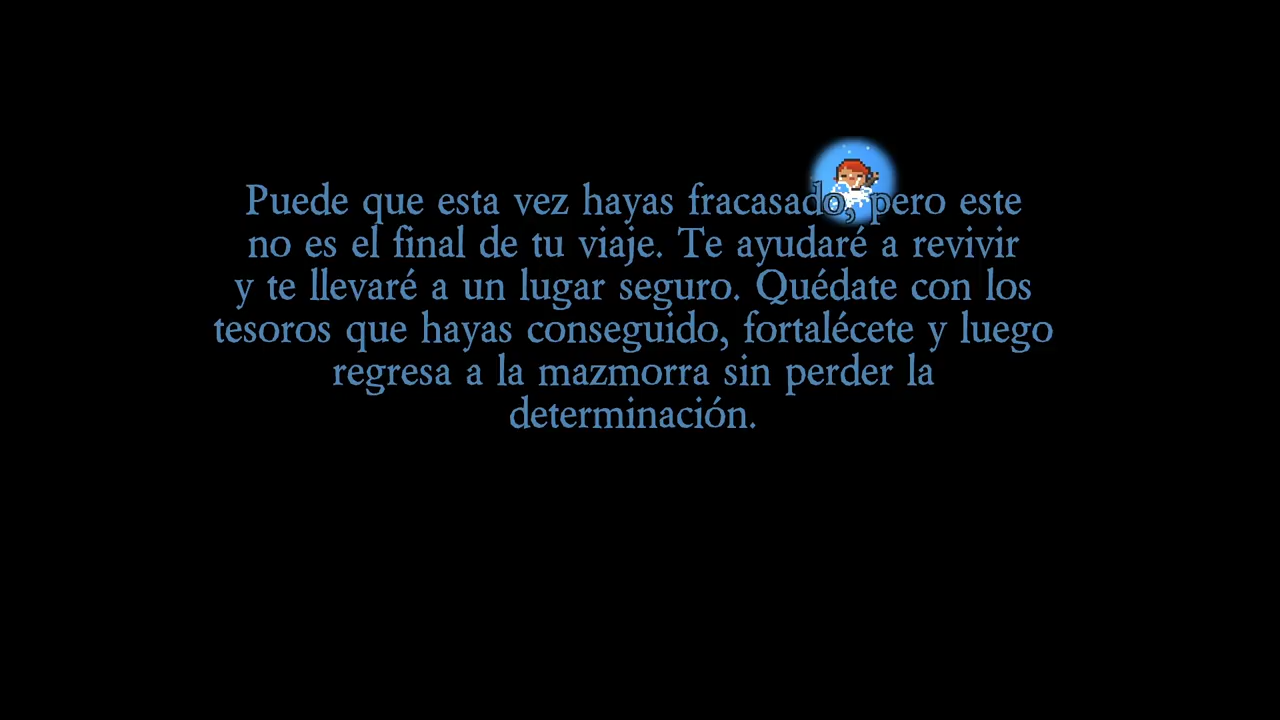 Puede que esta vez hayas fracasado, pero este
no es el final de tu viaje. Te ayudaré a revivir
y te llevaré a un lugar seguro. Quédate con los
tesoros que hayas conseguido, fortalécete y luego
regresa a la mazmorra sin perder la
determinación.